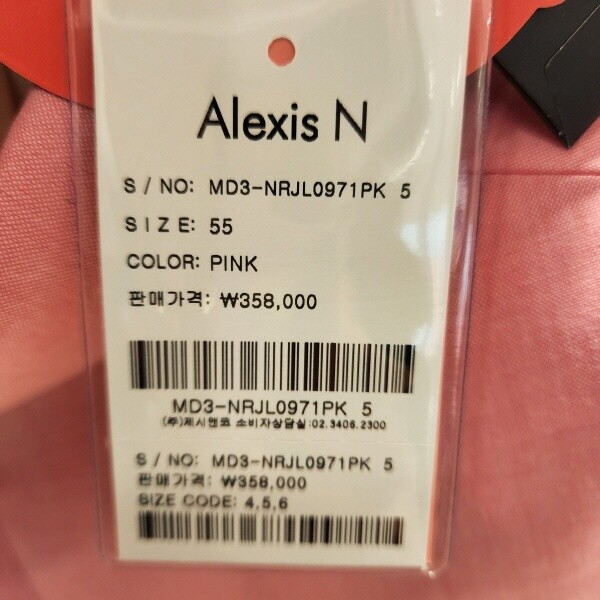 Alexis N
S / NO: MD3-NRJL0971PK 5
SIZE: 55
COLOR: PINK
판매가격: ₩358,000
MD3-NRJL0971PK 5
(주)제시앤코 소비자상담실:02.3406.2300
S / NO: MD3-NRJL0971PK 5
판매가격: ₩358,000
SIZE CODE: 4,5,6